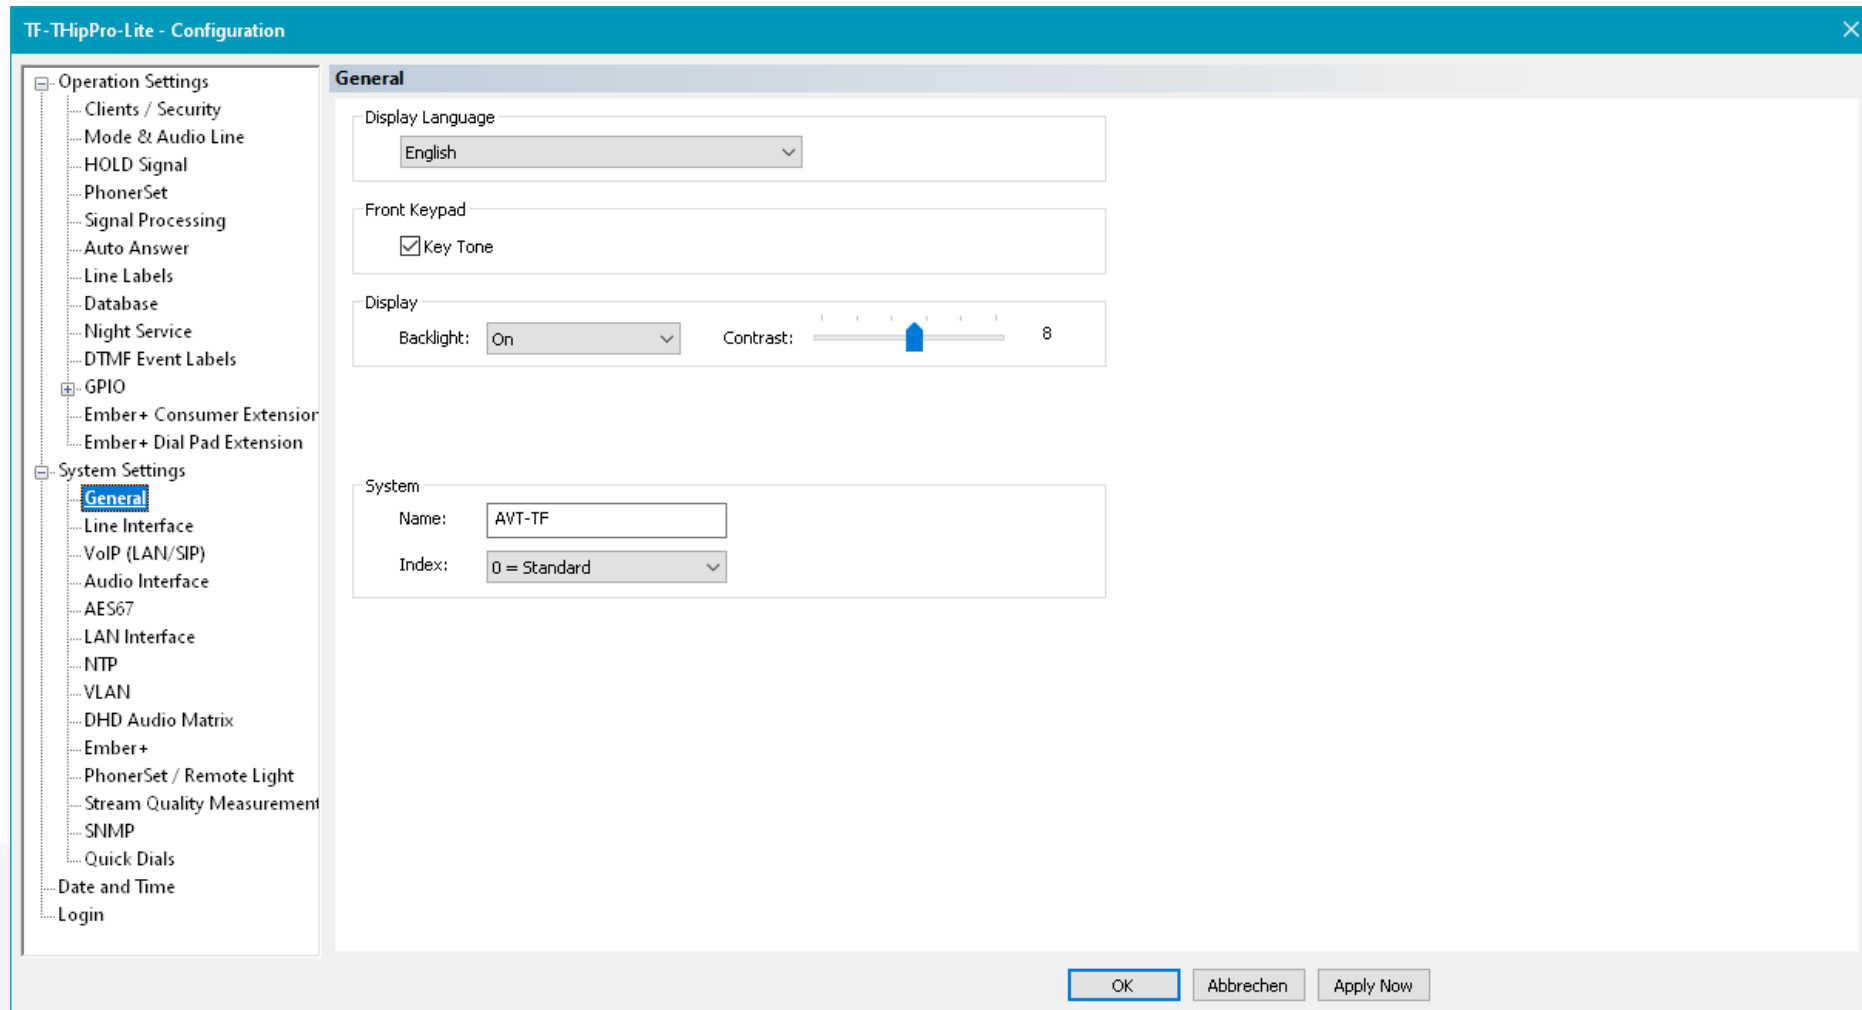 TF-THipPro-Lite - Configuration
Operation Settings
Clients / Security
Mode & Audio Line
HOLD Signal
PhonerSet
Signal Processing
Auto Answer
Line Labels
Database
Night Service
DTMF Event Labels
GPIO
Ember+ Consumer Extension
Ember+ Dial Pad Extension
System Settings
General
Line Interface
VoIP (LAN/SIP)
Audio Interface
AES67
LAN Interface
NTP
VLAN
DHD Audio Matrix
Ember+
PhonerSet / Remote Light
Stream Quality Measurement
SNMP
Quick Dials
Date and Time
Login
General
Display Language
English
Front Keypad
Key Tone
Display
Backlight: On Contrast: 8
System
Name: AVT-TF
Index: 0 = Standard
OK Abbrechen Apply Now